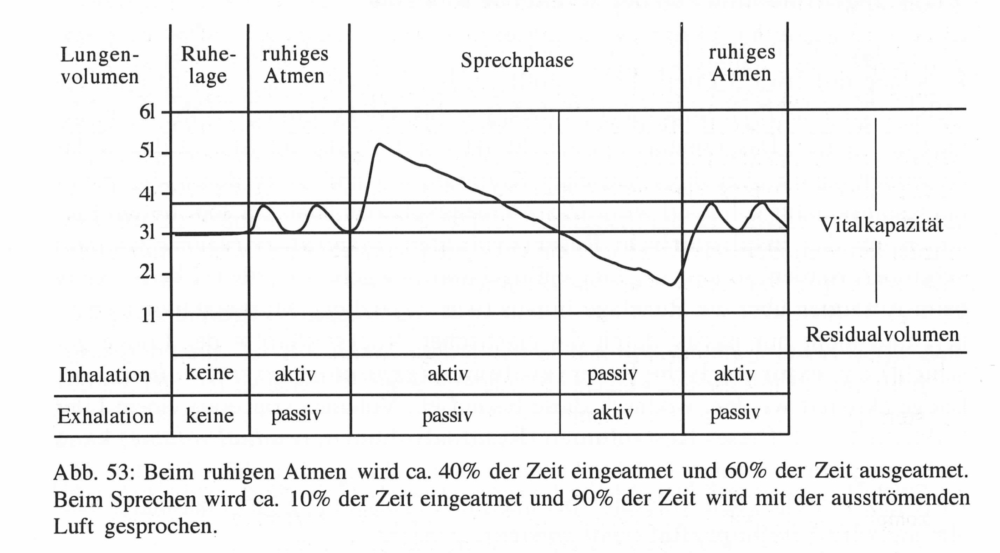 Lungen-
volumen
Ruhe-
lage
ruhiges
Atmen
Sprechphase
ruhiges
Atmen
6l
5l
4l
3l
2l
1l
Vitalkapazität
Residualvolumen
Inhalation keine aktiv aktiv passiv aktiv
Exhalation keine passiv passiv aktiv passiv
Abb. 53: Beim ruhigen Atmen wird ca. 40% der Zeit eingeatmet und 60% der Zeit ausgeatmet.
Beim Sprechen wird ca. 10% der Zeit eingeatmet und 90% der Zeit wird mit der ausströmenden
Luft gesprochen.